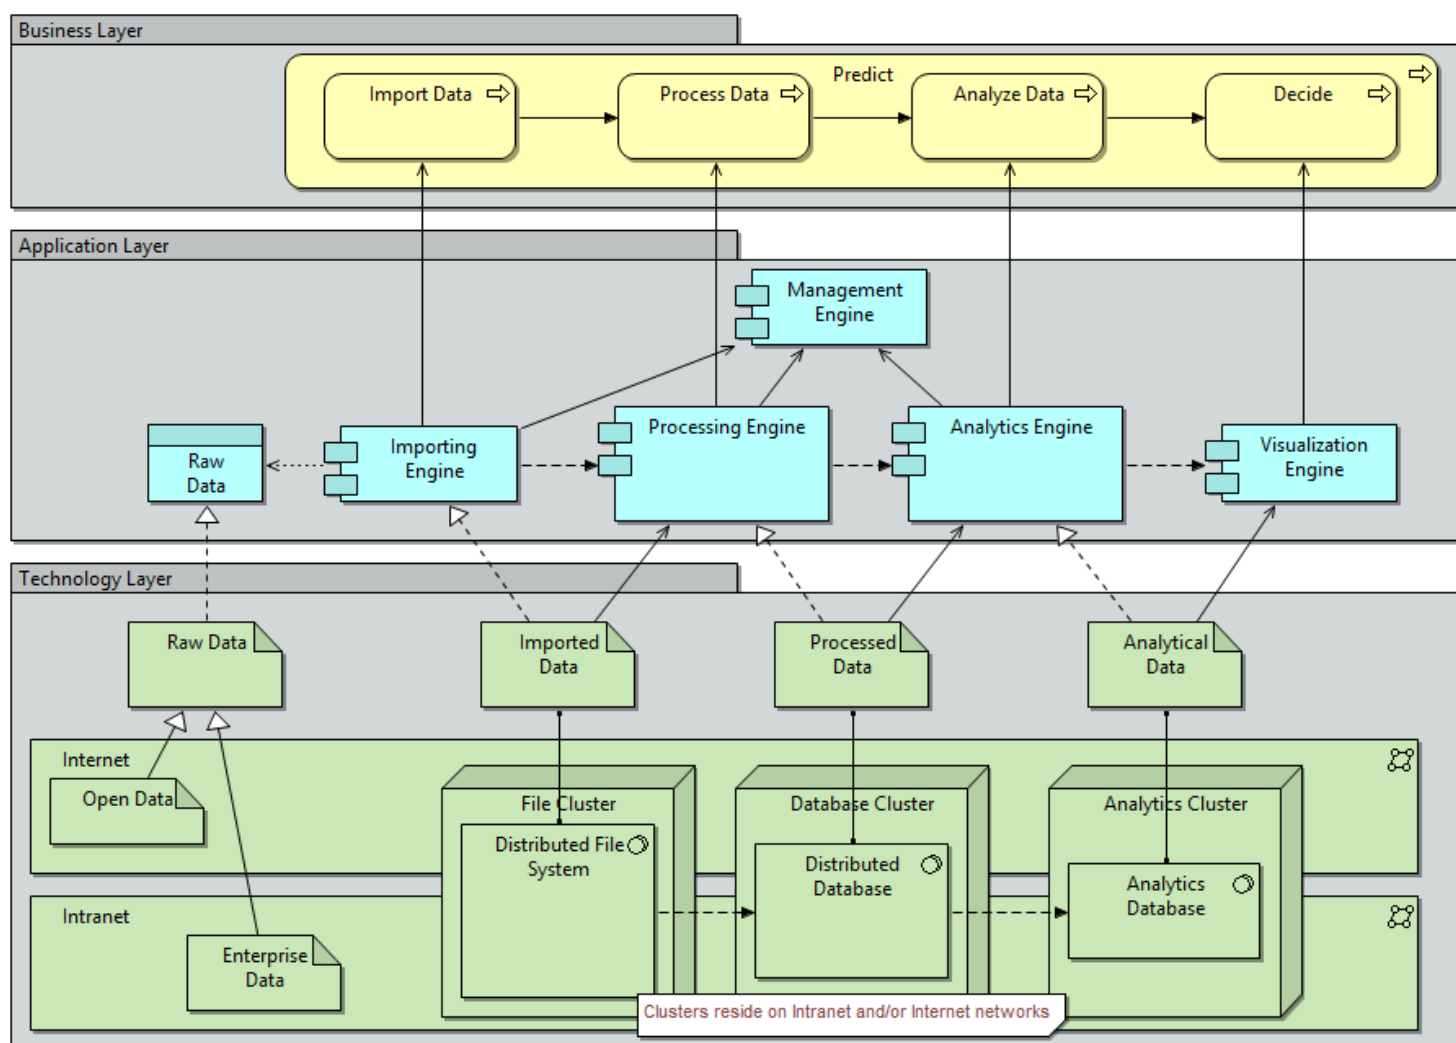 Business Layer
Predict
Import Data
Process Data
Analyze Data
Decide
Application Layer
Management
Engine
Raw
Data
Importing
Engine
Processing Engine
Analytics Engine
Visualization
Engine
Technology Layer
Raw Data
Imported
Data
Processed
Data
Analytical
Data
Internet
Open Data
File Cluster
Distributed File
System
Database Cluster
Distributed
Database
Analytics Cluster
Analytics
Database
Intranet
Enterprise
Data
Clusters reside on Intranet and/or Internet networks